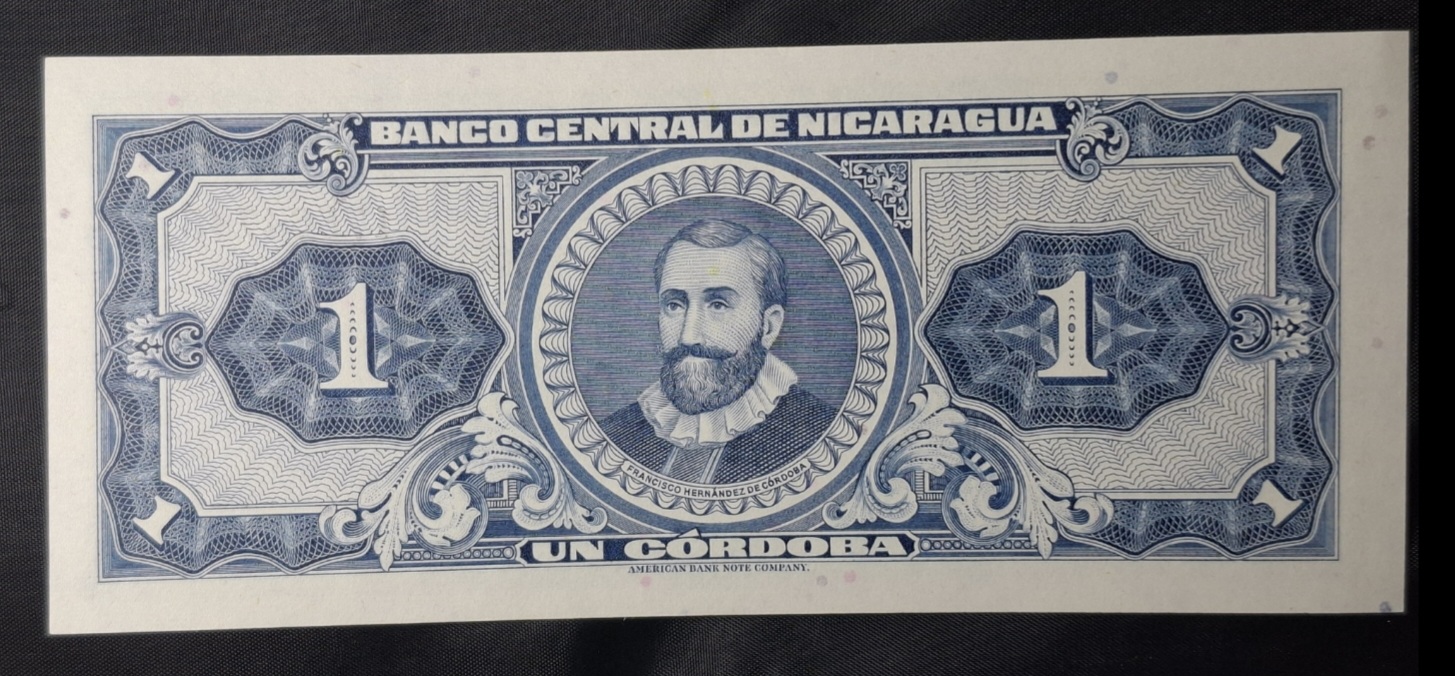 BANCO CENTRAL DE NICARAGUA
1 1
1 1
FRANCISCO HERNÁNDEZ DE CÓRDOBA
1 1
UN CÓRDOBA
AMERICAN BANK NOTE COMPANY.